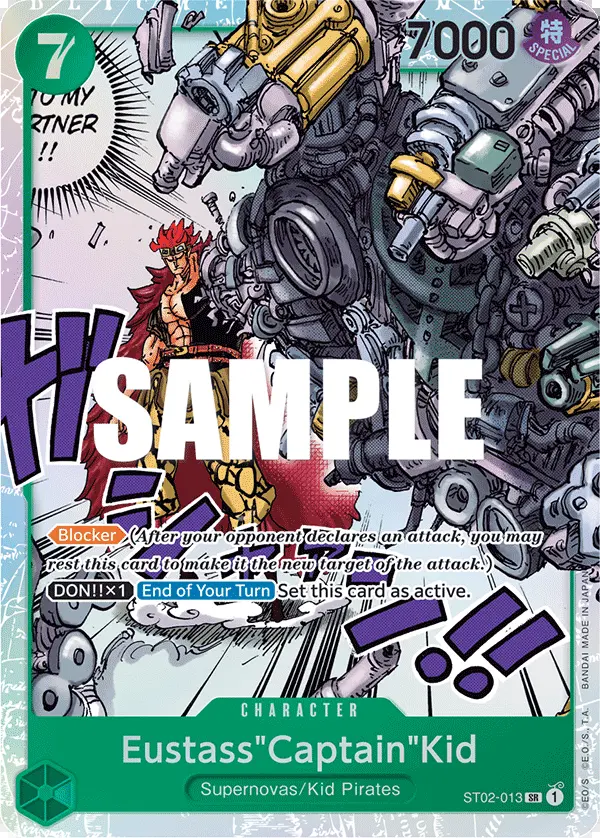 7
7000
特
SPECIAL
TO MY
RTNER
!!
SAMPLE
Blocker (After your opponent declares an attack, you may
rest this card to make it the new target of the attack.)
DON!!×1 End of Your Turn Set this card as active.
CHARACTER
Eustass"Captain"Kid
Supernovas/Kid Pirates
ST02-013 SR 1
©E.O/S ©E.O./S., T.A. BANDAI MADE IN JAPAN